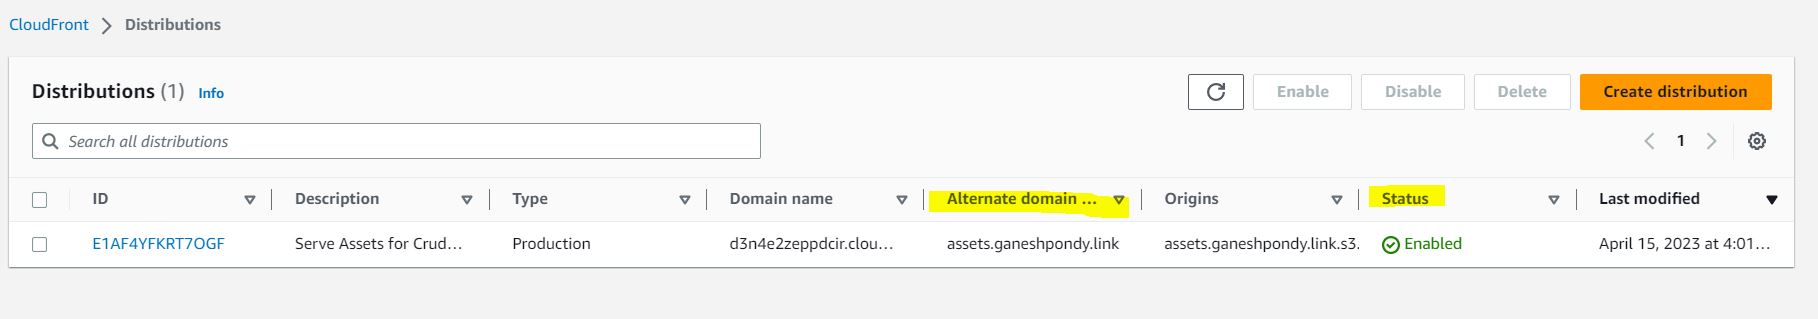 CloudFront > Distributions
Distributions (1) Info
Enable Disable Delete Create distribution
Search all distributions
1
ID Description Type Domain name Alternate domain ... Origins Status Last modified
E1AF4YFKRT7OGF Serve Assets for Crud... Production d3n4e2zeppdcir.clou... assets.ganeshpondy.link assets.ganeshpondy.link.s3. Enabled April 15, 2023 at 4:01...